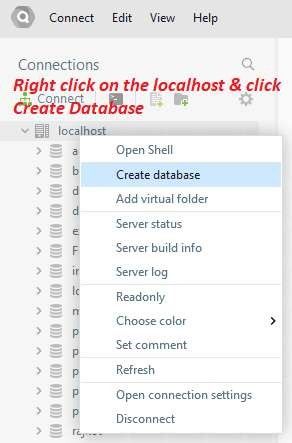 Connect Edit View Help
Connections
Right click on the localhost & click
Create Database
Connect
localhost
Open Shell
Create database
Add virtual folder
Server status
Server build info
Server log
Readonly
Choose color
Set comment
Refresh
Open connection settings
Disconnect